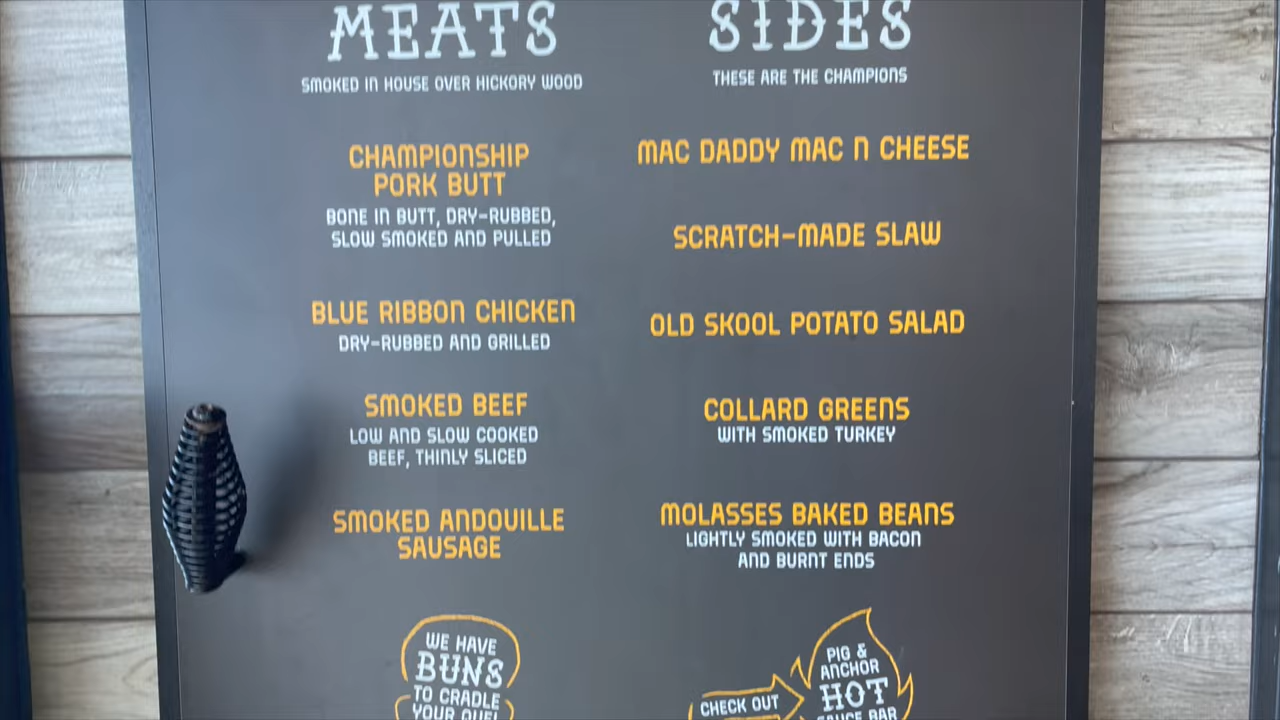 MEATS
SMOKED IN HOUSE OVER HICKORY WOOD
CHAMPIONSHIP
PORK BUTT
BONE IN BUTT, DRY-RUBBED,
SLOW SMOKED AND PULLED
BLUE RIBBON CHICKEN
DRY-RUBBED AND GRILLED
SMOKED BEEF
LOW AND SLOW COOKED
BEEF, THINLY SLICED
SMOKED ANDOUILLE
SAUSAGE
WE HAVE
BUNS
TO CRADLE
YOUR QUE!
SIDES
THESE ARE THE CHAMPIONS
MAC DADDY MAC N CHEESE
SCRATCH-MADE SLAW
OLD SKOOL POTATO SALAD
COLLARD GREENS
WITH SMOKED TURKEY
MOLASSES BAKED BEANS
LIGHTLY SMOKED WITH BACON
AND BURNT ENDS
CHECK OUT
PIG &
ANCHOR
HOT
SAUCE BAR